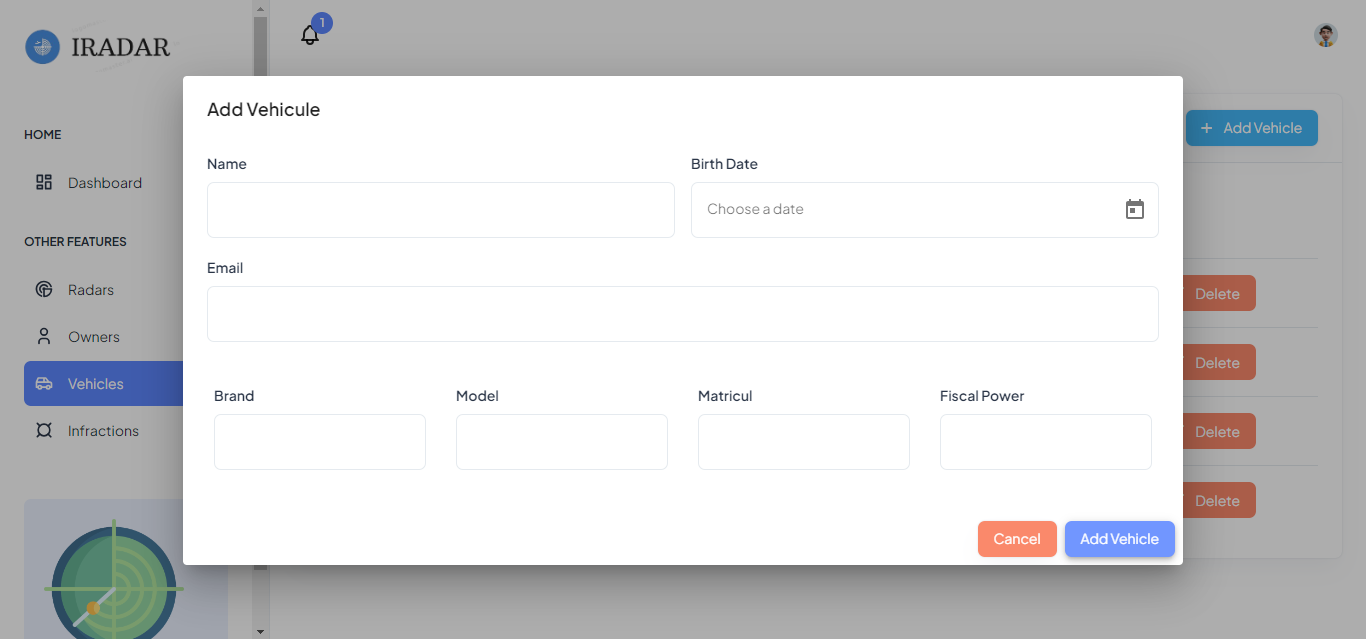 IRADAR
1
HOME
Dashboard
OTHER FEATURES
Radars
Owners
Vehicles
Infractions
+ Add Vehicle
Delete
Delete
Delete
Delete
Add Vehicule
Name
Birth Date
Choose a date
Email
Brand
Model
Matricul
Fiscal Power
Cancel
Add Vehicle